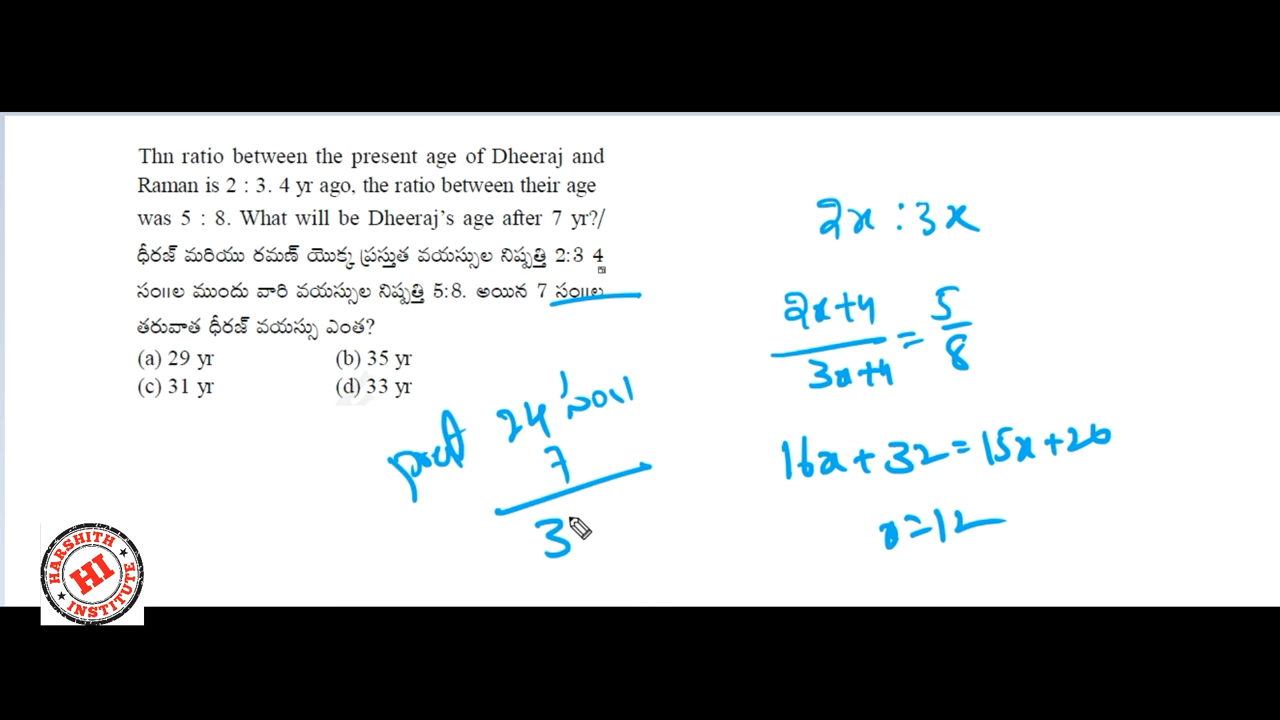 Thn ratio between the present age of Dheeraj and
Raman is 2 : 3. 4 yr ago, the ratio between their age
was 5 : 8. What will be Dheeraj's age after 7 yr?/
ధీరజ్ మరియు రమణ్ యొక్క ప్రస్తుత వయస్సుల నిష్పత్తి 2:3 4
సం॥ల ముందు వారి వయస్సుల నిష్పత్తి 5:8. అయిన 7 సం॥ల
తరువాత ధీరజ్ వయస్సు ఎంత?
(a) 29 yr (b) 35 yr
(c) 31 yr (d) 33 yr
24
7
3
2x : 3x
2x+4
3x+4
= 5/8
16x + 32 = 15x + 20
x = 12
HARSHITH
HI
INSTITUTE